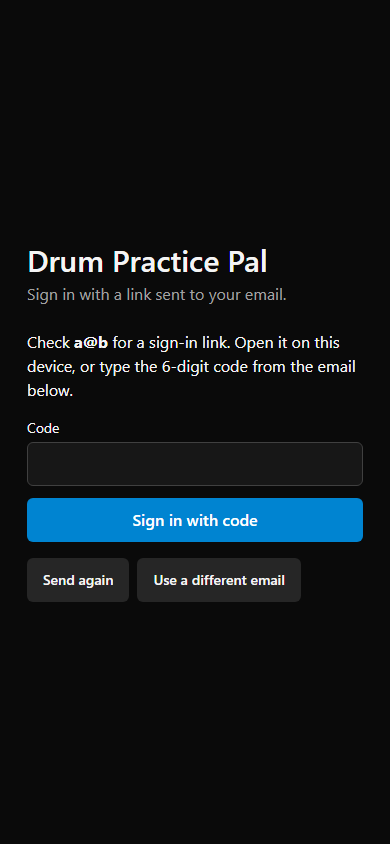 Drum Practice Pal
Sign in with a link sent to your email.
Check a@b for a sign-in link. Open it on this
device, or type the 6-digit code from the email
below.
Code
Sign in with code
Send again
Use a different email